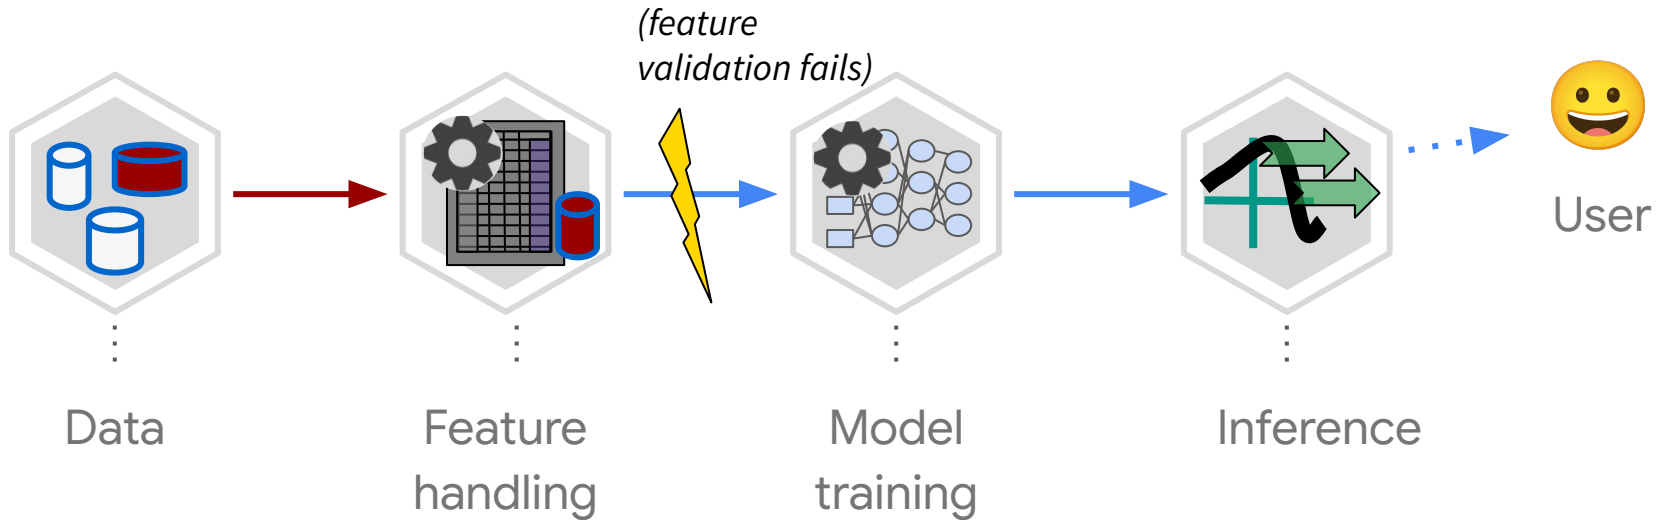 (feature
validation fails)
User
Data
Feature
handling
Model
training
Inference